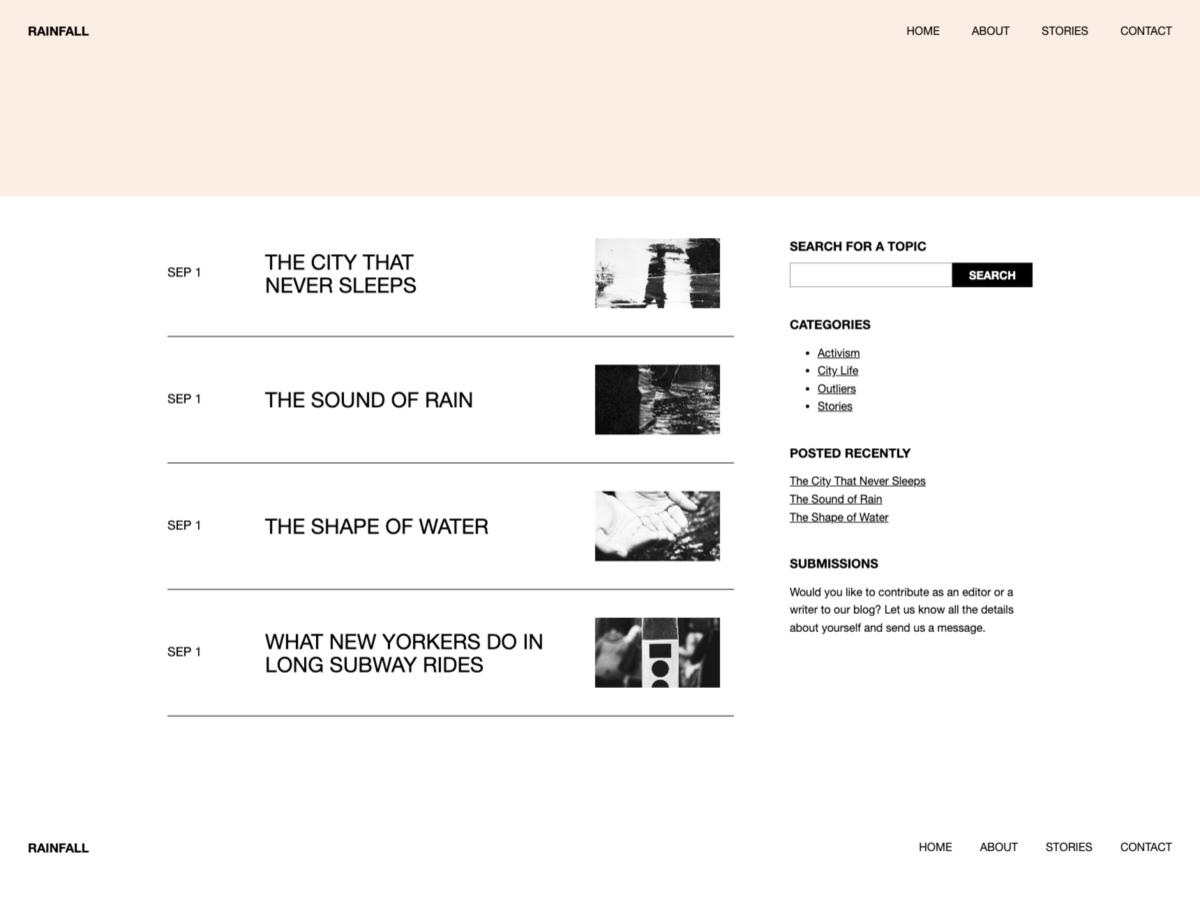 RAINFALL
HOME ABOUT STORIES CONTACT
SEP 1
THE CITY THAT
NEVER SLEEPS
SEP 1
THE SOUND OF RAIN
SEP 1
THE SHAPE OF WATER
SEP 1
WHAT NEW YORKERS DO IN
LONG SUBWAY RIDES
SEARCH FOR A TOPIC
SEARCH
CATEGORIES
• Activism
• City Life
• Outliers
• Stories
POSTED RECENTLY
The City That Never Sleeps
The Sound of Rain
The Shape of Water
SUBMISSIONS
Would you like to contribute as an editor or a
writer to our blog? Let us know all the details
about yourself and send us a message.
RAINFALL
HOME ABOUT STORIES CONTACT